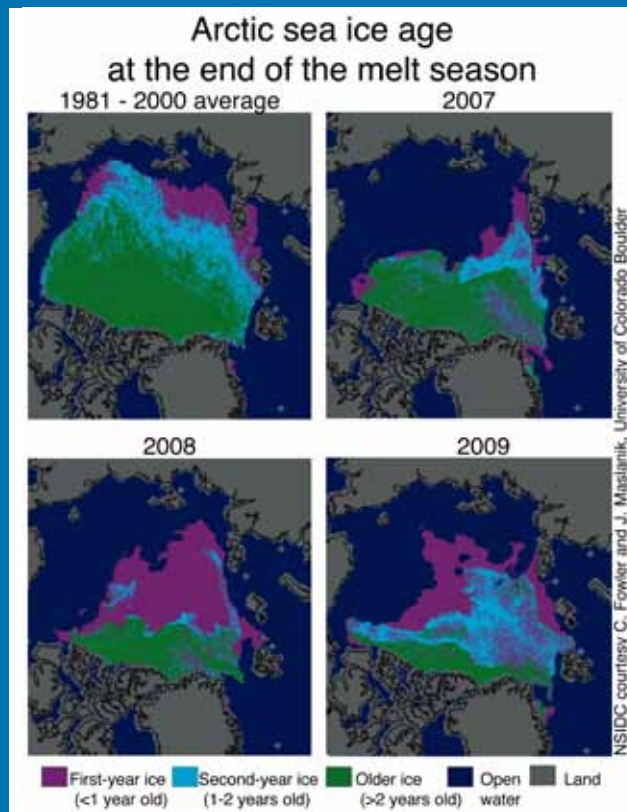 Arctic sea ice age
at the end of the melt season
1981 - 2000 average
2007
2008
2009
First-year ice
(<1 year old)
Second-year ice
(1-2 years old)
Older ice
(>2 years old)
Open
water
Land
NSIDC courtesy C. Fowler and J. Maslanik, University of Colorado Boulder